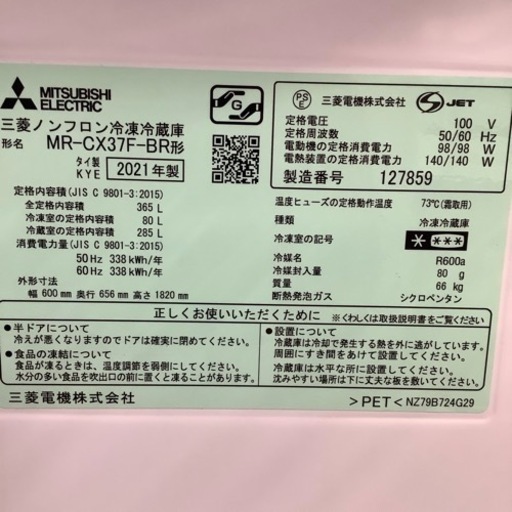 MITSUBISHI
ELECTRIC
G
三菱ノンフロン冷凍冷蔵庫
形名 MR-CX37F-BR形
タイ製
KYE 2021年製
定格内容積(JIS C 9801-3:2015)
全定格内容積 365 L
冷凍室の定格内容積 80 L
冷蔵室の定格内容積 285 L
消費電力量(JIS C 9801-3:2015)
50 Hz 338 kWh/年
60 Hz 338 kWh/年
外形寸法
幅 600 mm 奥行 656 mm 高さ 1820 mm
PS
E
三菱電機株式会社
S JET
定格電圧 100 V
定格周波数 50/60 Hz
電動機の定格消費電力 98/98 W
電熱装置の定格消費電力 140/140 W
製造番号 127859
温度ヒューズの定格動作温度 73℃(霜取用)
種類 冷凍冷蔵庫
冷凍室の記号
冷媒名 R600a
冷媒封入量 80 g
質量 66 kg
断熱発泡ガス シクロペンタン
正しくお使いいただくために ※くわしくは取扱説明書をご覧ください
●半ドアについて
冷えが悪くなりますのでドアは確実に閉めてください。
●食品の凍結について
食品が凍るときは、温度調節を弱にしてください。
水分の多い食品を吹出口の前に置くと凍ることがあります。
●設置について
冷蔵庫は冷却で発生する熱を外に逃がしています。
周囲にすき間をあけて設置してください。
冷蔵庫は水平な所に設置してください。
沈みやすい場所は下に丈夫な板を敷いてください。
三菱電機株式会社
>PET< NZ79B724G29